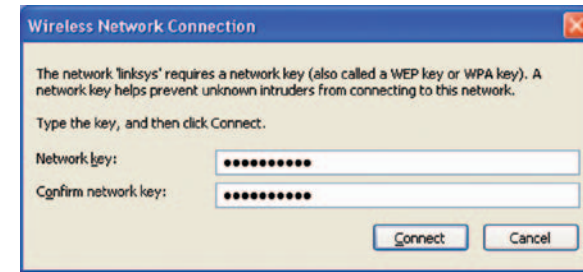 Wireless Network Connection
The network 'linksys' requires a network key (also called a WEP key or WPA key). A
network key helps prevent unknown intruders from connecting to this network.
Type the key, and then click Connect.
Network key: ••••••••••
Confirm network key: ••••••••••
Connect Cancel